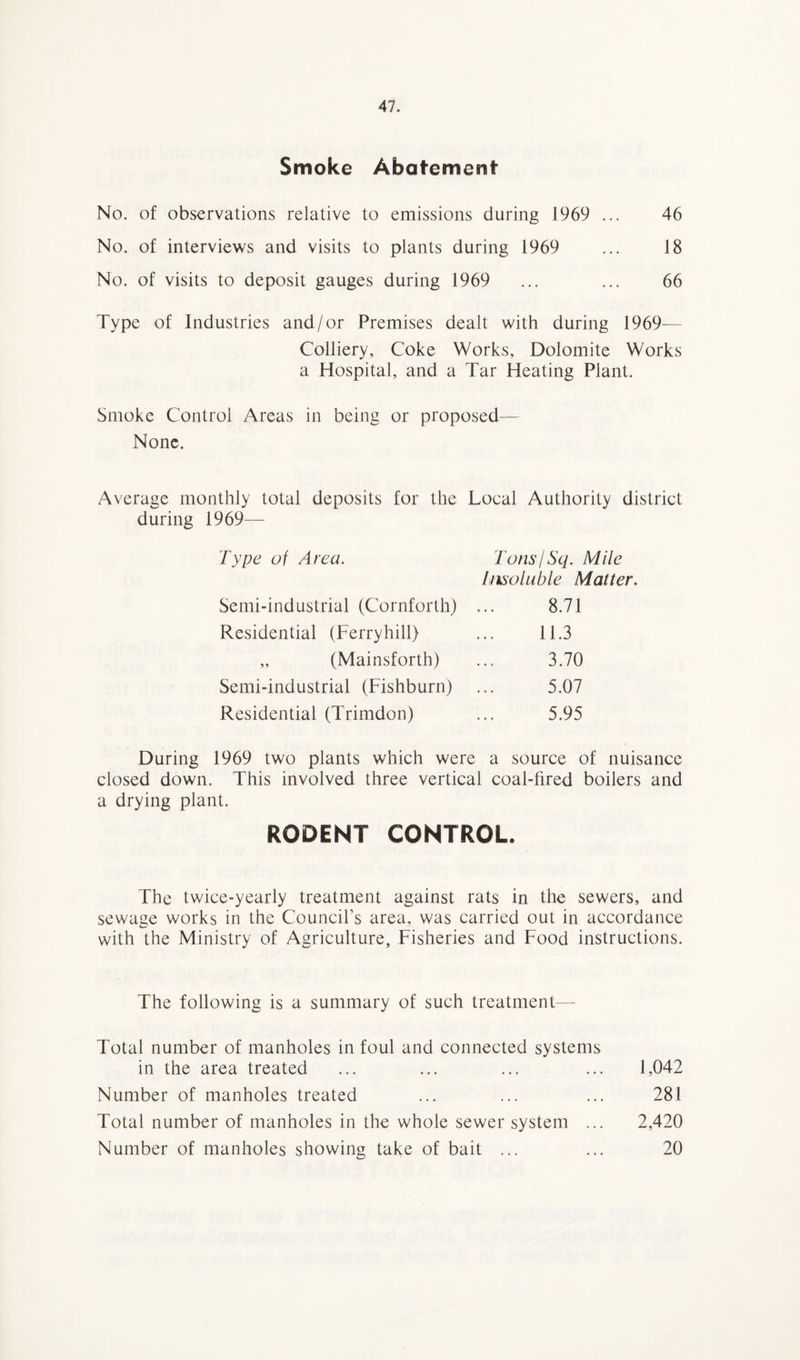 47.
Smoke Abatement
No. of observations relative to emissions during 1969 ... 46
No. of interviews and visits to plants during 1969 ... 18
No. of visits to deposit gauges during 1969 ... ... 66
Type of Industries and/or Premises dealt with during 1969—
Colliery, Coke Works, Dolomite Works
a Hospital, and a Tar Heating Plant.
Smoke Control Areas in being or proposed—
None.
Average monthly total deposits for the Local Authority district
during 1969—
Type of Area. Tons/Sq. Mile
Insoluble Matter.
Semi-industrial (Cornforth) ... 8.71
Residential (Ferryhill) ... 11.3
„ (Mainsforth) ... 3.70
Semi-industrial (Fishburn) ... 5.07
Residential (Trimdon) ... 5.95
During 1969 two plants which were a source of nuisance
closed down. This involved three vertical coal-fired boilers and
a drying plant.
RODENT CONTROL.
The twice-yearly treatment against rats in the sewers, and
sewage works in the Council's area, was carried out in accordance
with the Ministry of Agriculture, Fisheries and Food instructions.
The following is a summary of such treatment—
Total number of manholes in foul and connected systems
in the area treated ... ... ... ... 1,042
Number of manholes treated ... ... ... 281
Total number of manholes in the whole sewer system ... 2,420
Number of manholes showing take of bait ... ... 20